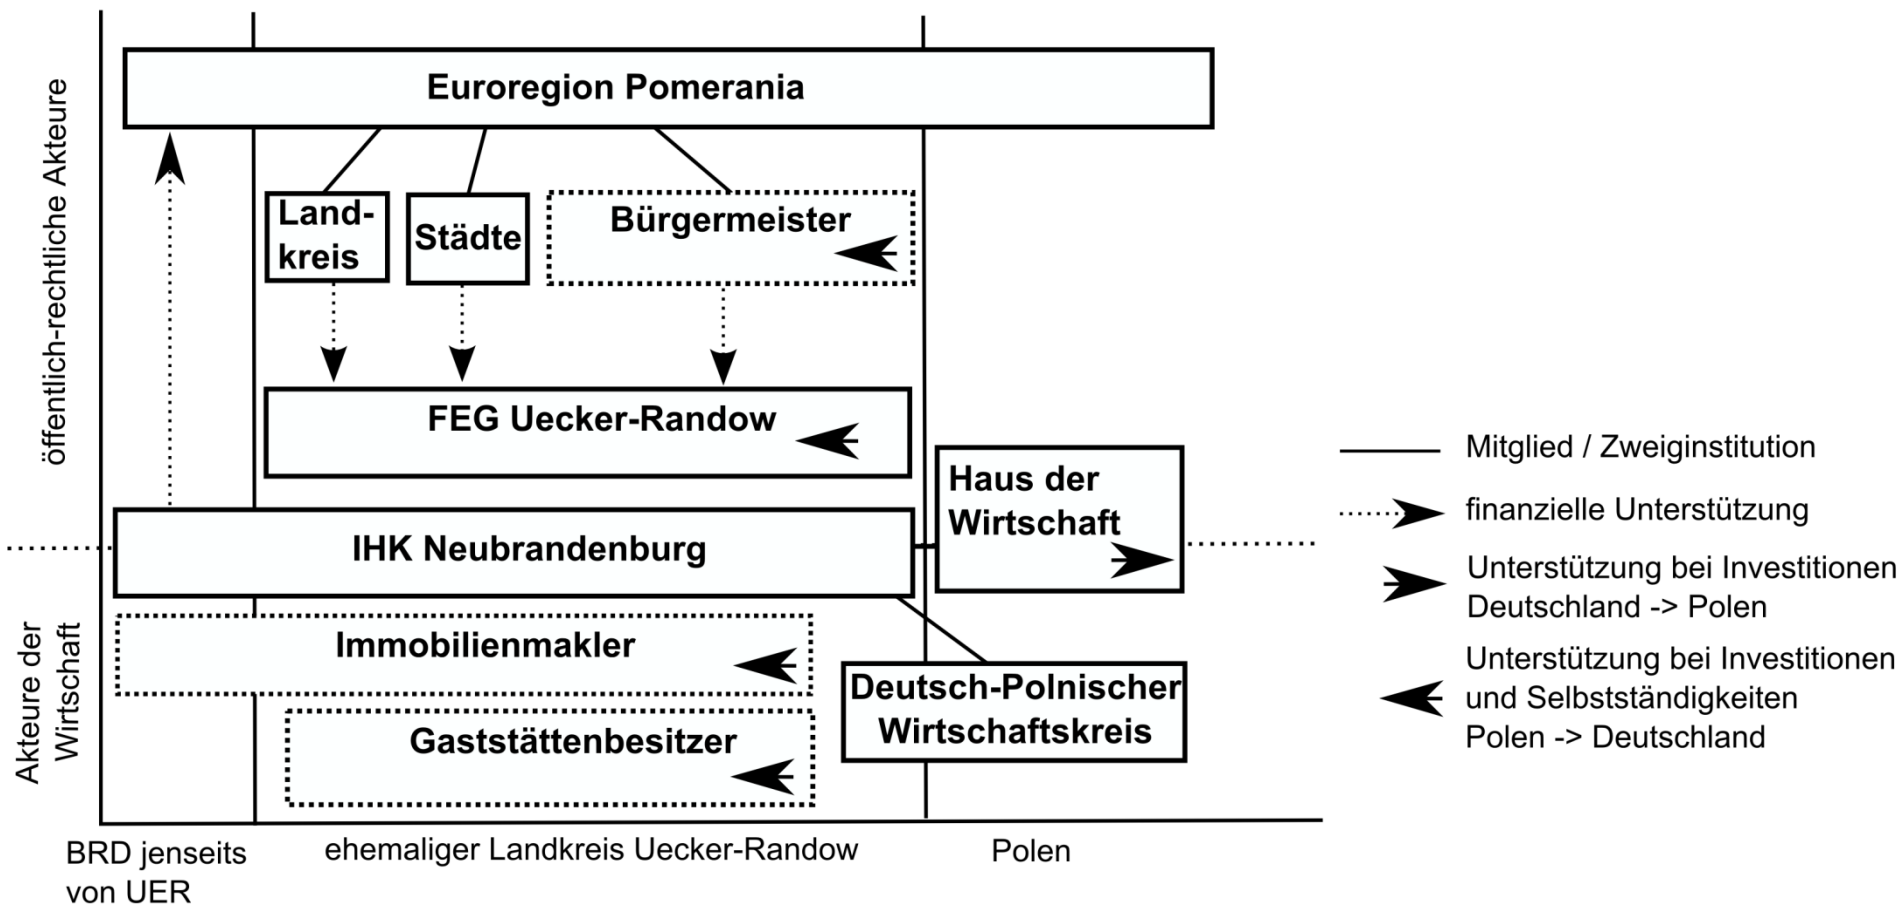 öffentlich-rechtliche Akteure
Akteure der
Wirtschaft
Euroregion Pomerania
Land-
kreis
Städte
Bürgermeister
FEG Uecker-Randow
IHK Neubrandenburg
Haus der
Wirtschaft
Immobilienmakler
Deutsch-Polnischer
Wirtschaftskreis
Gaststättenbesitzer
BRD jenseits
von UER
ehemaliger Landkreis Uecker-Randow
Polen
Mitglied / Zweiginstitution
finanzielle Unterstützung
Unterstützung bei Investitionen
Deutschland -> Polen
Unterstützung bei Investitionen
und Selbstständigkeiten
Polen -> Deutschland